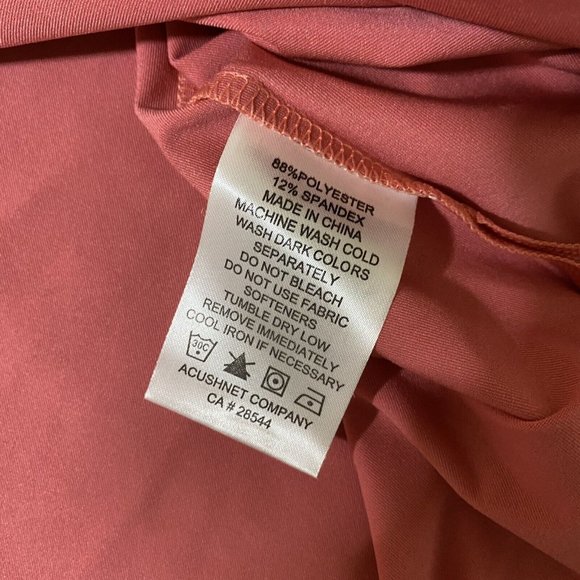 88%POLYESTER
12% SPANDEX
MADE IN CHINA
MACHINE WASH COLD
WASH DARK COLORS
SEPARATELY
DO NOT BLEACH
DO NOT USE FABRIC
SOFTENERS
TUMBLE DRY LOW
REMOVE IMMEDIATELY
COOL IRON IF NECESSARY
30C
ACUSHNET COMPANY
CA # 28544